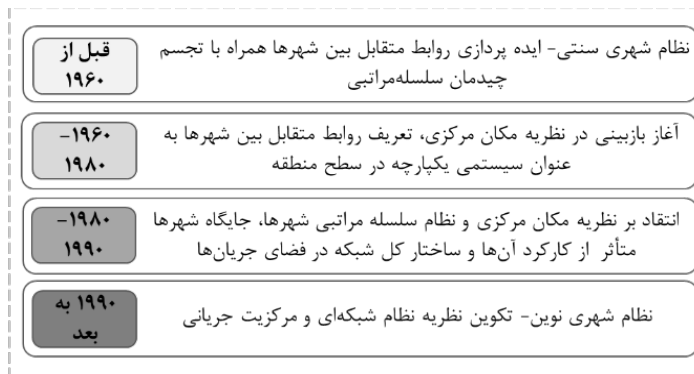 قبل از
۱۹۶۰
نظام شهری سنتی- ایده پردازی روابط متقابل بین شهرها همراه با تجسم
چیدمان سلسله‌مراتبی
۱۹۶۰-
۱۹۸۰
آغاز بازبینی در نظریه مکان مرکزی، تعریف روابط متقابل بین شهرها به
عنوان سیستمی یکپارچه در سطح منطقه
۱۹۸۰-
۱۹۹۰
انتقاد بر نظریه مکان مرکزی و نظام سلسله مراتبی شهرها، جایگاه شهرها
متأثر از کارکرد آن‌ها و ساختار کل شبکه در فضای جریان‌ها
۱۹۹۰ به
بعد
نظام شهری نوین- تکوین نظریه نظام شبکه‌ای و مرکزیت جریانی